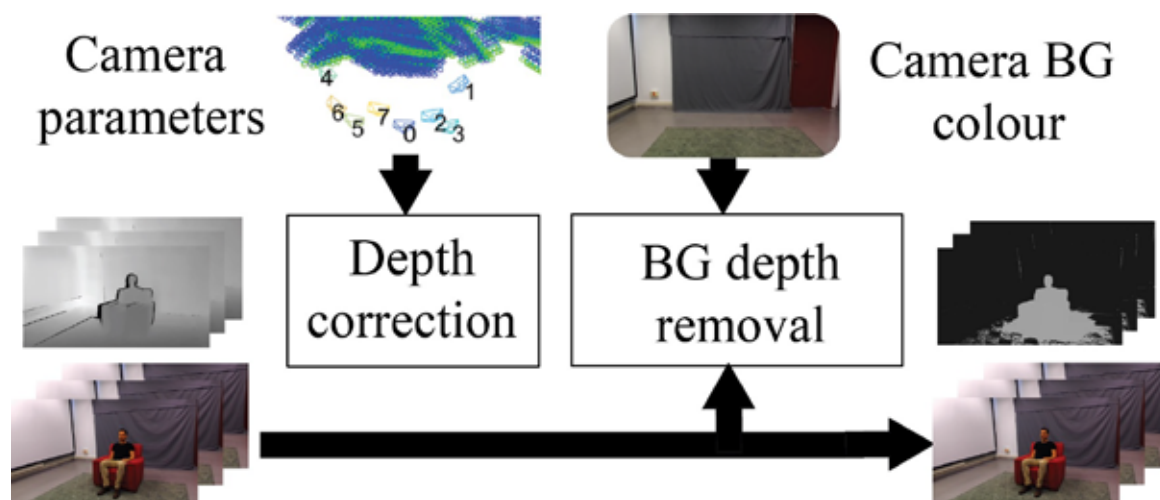 Camera
parameters
4
1
6
5
7
0
2
3
Camera BG
colour
Depth
correction
BG depth
removal